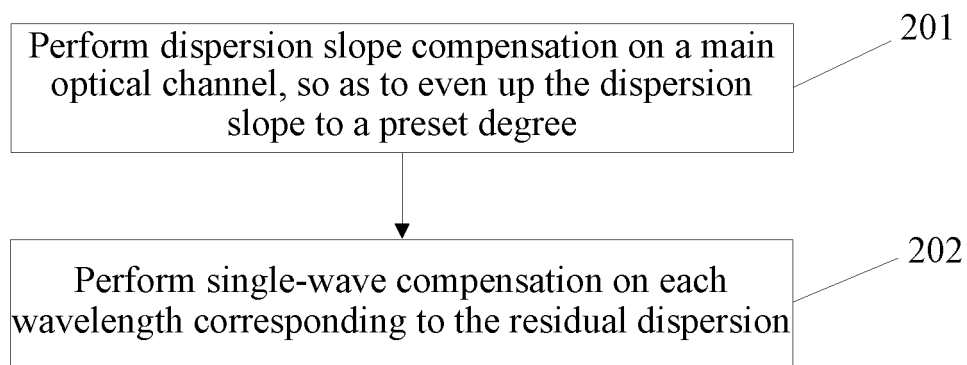 Perform dispersion slope compensation on a main
optical channel, so as to even up the dispersion
slope to a preset degree
201
Perform single-wave compensation on each
wavelength corresponding to the residual dispersion
202